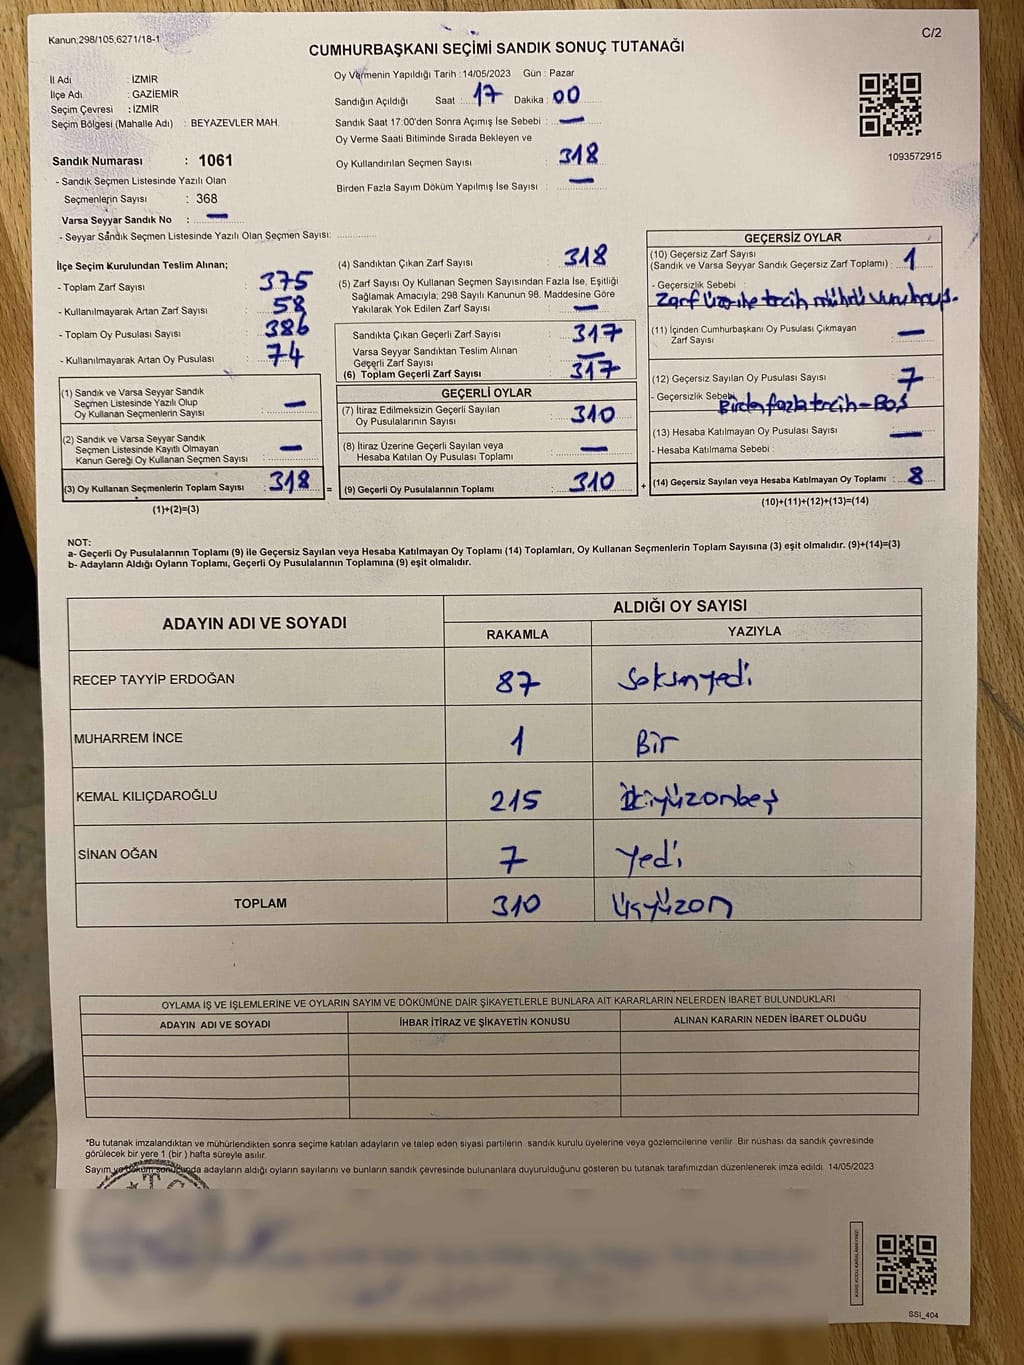 Kanun;298/105,6271/18-1
C/2
CUMHURBAŞKANI SEÇİMİ SANDIK SONUÇ TUTANAĞI
İl Adı : İZMİR
İlçe Adı : GAZİEMİR
Seçim Çevresi : İZMİR
Seçim Bölgesi (Mahalle Adı) : BEYAZEVLER MAH.
Sandık Numarası : 1061
- Sandık Seçmen Listesinde Yazılı Olan
Seçmenlerin Sayısı : 368
Varsa Seyyar Sandık No : —
- Seyyar Sandık Seçmen Listesinde Yazılı Olan Seçmen Sayısı: ..............
Oy Vermenin Yapıldığı Tarih :14/05/2023 Gün : Pazar
Sandığın Açıldığı Saat : 17 Dakika : 00
Sandık Saat 17:00'den Sonra Açımış İse Sebebi : —
Oy Verme Saati Bitiminde Sırada Bekleyen ve
Oy Kullandırılan Seçmen Sayısı : 318
Birden Fazla Sayım Döküm Yapılmış İse Sayısı : —
1093572915
İlçe Seçim Kurulundan Teslim Alınan;
- Toplam Zarf Sayısı : 375
- Kullanılmayarak Artan Zarf Sayısı : 58
- Toplam Oy Pusulası Sayısı : 386
- Kullanılmayarak Artan Oy Pusulası : 74
(1) Sandık ve Varsa Seyyar Sandık
Seçmen Listesinde Yazılı Olup
Oy Kullanan Seçmenlerin Sayısı : —
(2) Sandık ve Varsa Seyyar Sandık
Seçmen Listesinde Kayıtlı Olmayan
Kanun Gereği Oy Kullanan Seçmen Sayısı : —
(3) Oy Kullanan Seçmenlerin Toplam Sayısı : 318
(1)+(2)=(3)
=
(4) Sandıktan Çıkan Zarf Sayısı : 318
(5) Zarf Sayısı Oy Kullanan Seçmen Sayısından Fazla İse, Eşitliği
Sağlamak Amacıyla; 298 Sayılı Kanunun 98. Maddesine Göre
Yakılarak Yok Edilen Zarf Sayısı : —
Sandıkta Çıkan Geçerli Zarf Sayısı : 317
Varsa Seyyar Sandıktan Teslim Alınan
Geçerli Zarf Sayısı : —
(6) Toplam Geçerli Zarf Sayısı : 317
GEÇERLİ OYLAR
(7) İtiraz Edilmeksizin Geçerli Sayılan
Oy Pusulalarının Sayısı : 310
(8) İtiraz Üzerine Geçerli Sayılan veya
Hesaba Katılan Oy Pusulası Toplamı : —
(9) Geçerli Oy Pusulalarının Toplamı : 310
+
GEÇERSİZ OYLAR
(10) Geçersiz Zarf Sayısı
(Sandık ve Varsa Seyyar Sandık Geçersiz Zarf Toplamı) : 1
- Geçersizlik Sebebi :
Zarf üzerine tercih mührü vurulmuş.
(11) İçinden Cumhurbaşkanı Oy Pusulası Çıkmayan
Zarf Sayısı : —
(12) Geçersiz Sayılan Oy Pusulası Sayısı : 7
- Geçersizlik Sebebi
Birden fazla tercih - Boş
(13) Hesaba Katılmayan Oy Pusulası Sayısı : —
- Hesaba Katılmama Sebebi :
(14) Geçersiz Sayılan veya Hesaba Katılmayan Oy Toplamı : 8
(10)+(11)+(12)+(13)=(14)
NOT:
a- Geçerli Oy Pusulalarının Toplamı (9) ile Geçersiz Sayılan veya Hesaba Katılmayan Oy Toplamı (14) Toplamları, Oy Kullanan Seçmenlerin Toplam Sayısına (3) eşit olmalıdır. (9)+(14)=(3)
b- Adayların Aldığı Oyların Toplamı, Geçerli Oy Pusulalarının Toplamına (9) eşit olmalıdır.
ADAYIN ADI VE SOYADI ALDIĞI OY SAYISI
RAKAMLA YAZIYLA
RECEP TAYYİP ERDOĞAN 87 Seksenyedi
MUHARREM İNCE 1 Bir
KEMAL KILIÇDAROĞLU 215 İkiyüzonbeş
SİNAN OĞAN 7 Yedi
TOPLAM 310 Üçyüzon
OYLAMA İŞ VE İŞLEMLERİNE VE OYLARIN SAYIM VE DÖKÜMÜNE DAİR ŞİKAYETLERLE BUNLARA AİT KARARLARIN NELERDEN İBARET BULUNDUKLARI
ADAYIN ADI VE SOYADI İHBAR İTİRAZ VE ŞİKAYETİN KONUSU ALINAN KARARIN NEDEN İBARET OLDUĞU
*Bu tutanak imzalandıktan ve mühürlendikten sonra seçime katılan adayların ve talep eden siyasi partilerin sandık kurulu üyelerine veya gözlemcilerine verilir. Bir nüshası da sandık çevresinde
görülecek bir yere 1 (bir ) hafta süreyle asılır.
Sayım ve döküm sonucunda adayların aldığı oyların sayılarını ve bunların sandık çevresinde bulunanlara duyurulduğunu gösteren bu tutanak tarafımızdan düzenlenerek imza edildi. 14/05/2023
T.C.
KARE KODU KARALAMAYINIZ!
SSI_404